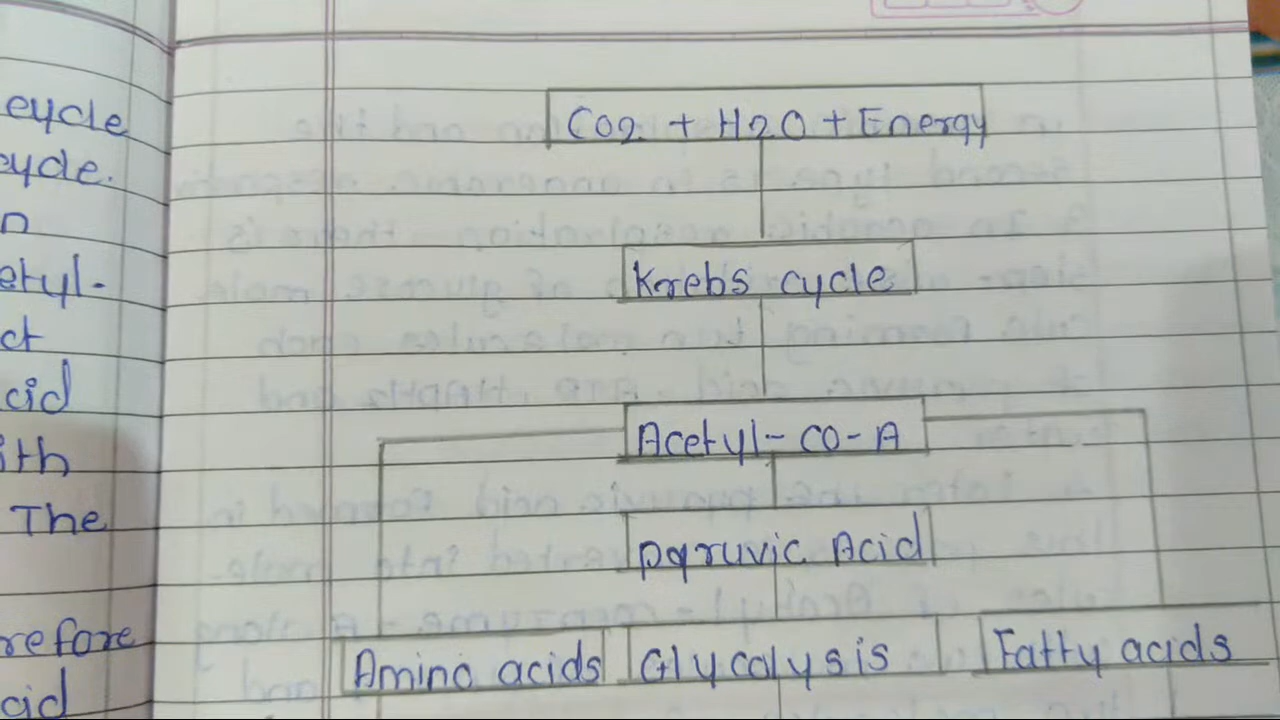 cycle
cycle.
n
etyl-
ct
cid
ith
The
refore
cid
CO2 + H2O + Energy
Krebs cycle
Acetyl-CO-A
pyruvic Acid
Amino acids Glycolysis Fatty acids